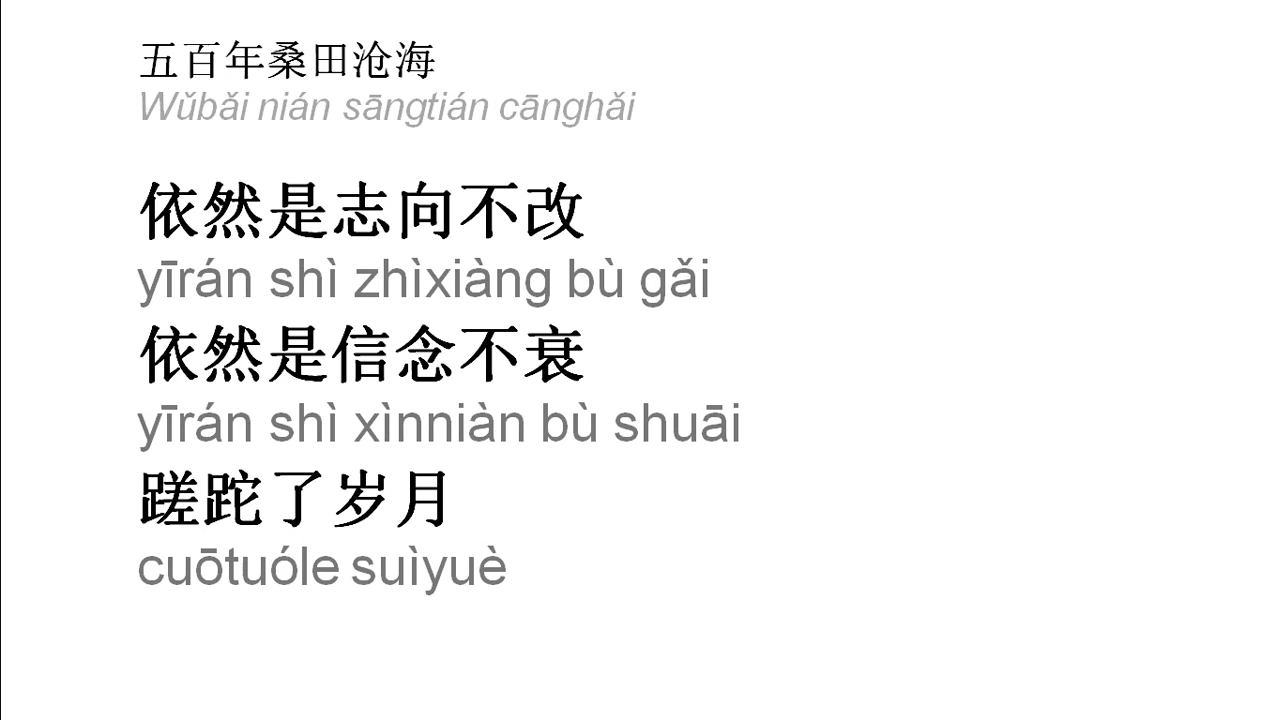 五百年桑田沧海
Wǔbǎi nián sāngtián cānghǎi
依然是志向不改
yīrán shì zhìxiàng bù gǎi
依然是信念不衰
yīrán shì xìnniàn bù shuāi
蹉跎了岁月
cuōtuóle suìyuè